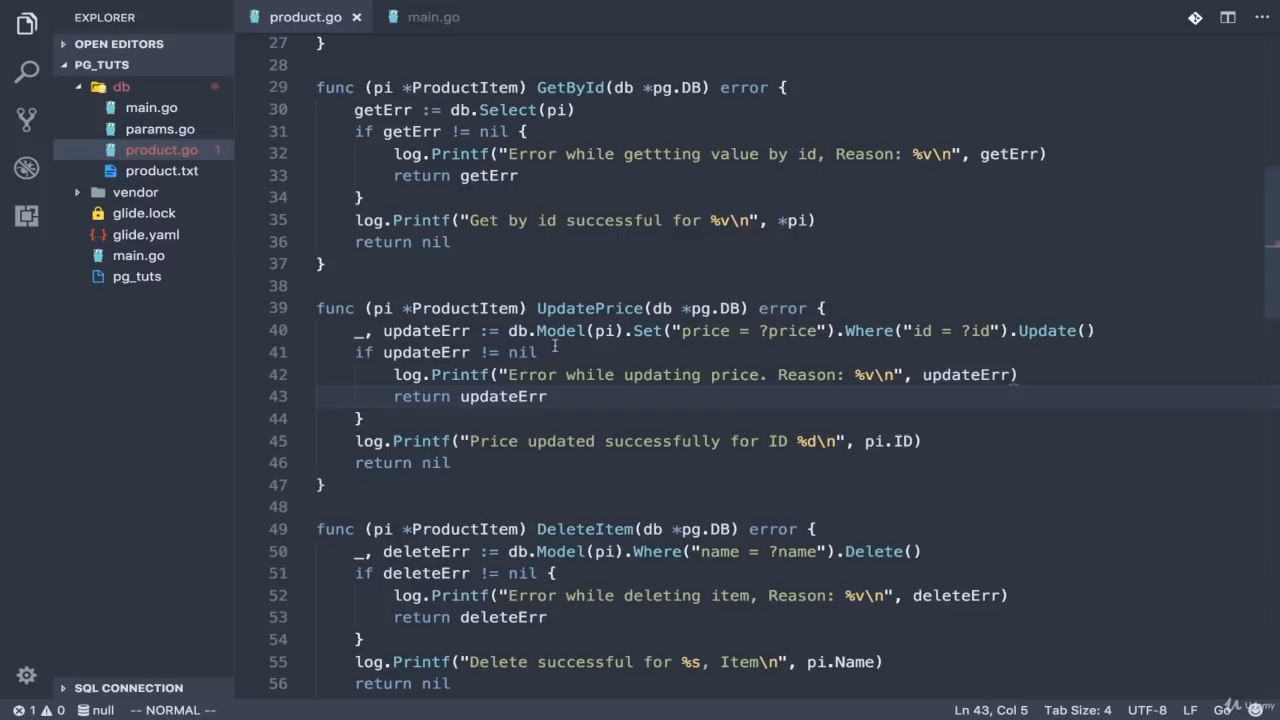 EXPLORER
OPEN EDITORS
PG_TUTS
db
main.go
params.go
product.go 1
product.txt
vendor
glide.lock
glide.yaml
main.go
pg_tuts
SQL CONNECTION
product.go × main.go
27 }
28
29 func (pi *ProductItem) GetById(db *pg.DB) error {
30 getErr := db.Select(pi)
31 if getErr != nil {
32 log.Printf("Error while gettting value by id, Reason: %v\n", getErr)
33 return getErr
34 }
35 log.Printf("Get by id successful for %v\n", *pi)
36 return nil
37 }
38
39 func (pi *ProductItem) UpdatePrice(db *pg.DB) error {
40 _, updateErr := db.Model(pi).Set("price = ?price").Where("id = ?id").Update()
41 if updateErr != nil
42 log.Printf("Error while updating price. Reason: %v\n", updateErr)
43 return updateErr
44 }
45 log.Printf("Price updated successfully for ID %d\n", pi.ID)
46 return nil
47 }
48
49 func (pi *ProductItem) DeleteItem(db *pg.DB) error {
50 _, deleteErr := db.Model(pi).Where("name = ?name").Delete()
51 if deleteErr != nil {
52 log.Printf("Error while deleting item, Reason: %v\n", deleteErr)
53 return deleteErr
54 }
55 log.Printf("Delete successful for %s, Item\n", pi.Name)
56 return nil
1 0 null -- NORMAL -- Ln 43, Col 5 Tab Size: 4 UTF-8 LF Go
Udemy